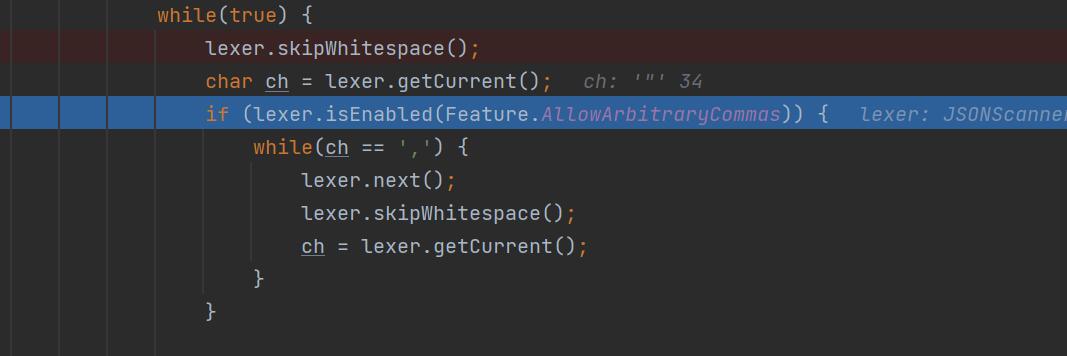 while(true) {
lexer.skipWhitespace();
char ch = lexer.getCurrent(); ch: '"' 34
if (lexer.isEnabled(Feature.AllowArbitraryCommas)) { lexer: JSONScanner
while(ch == ',') {
lexer.next();
lexer.skipWhitespace();
ch = lexer.getCurrent();
}
}